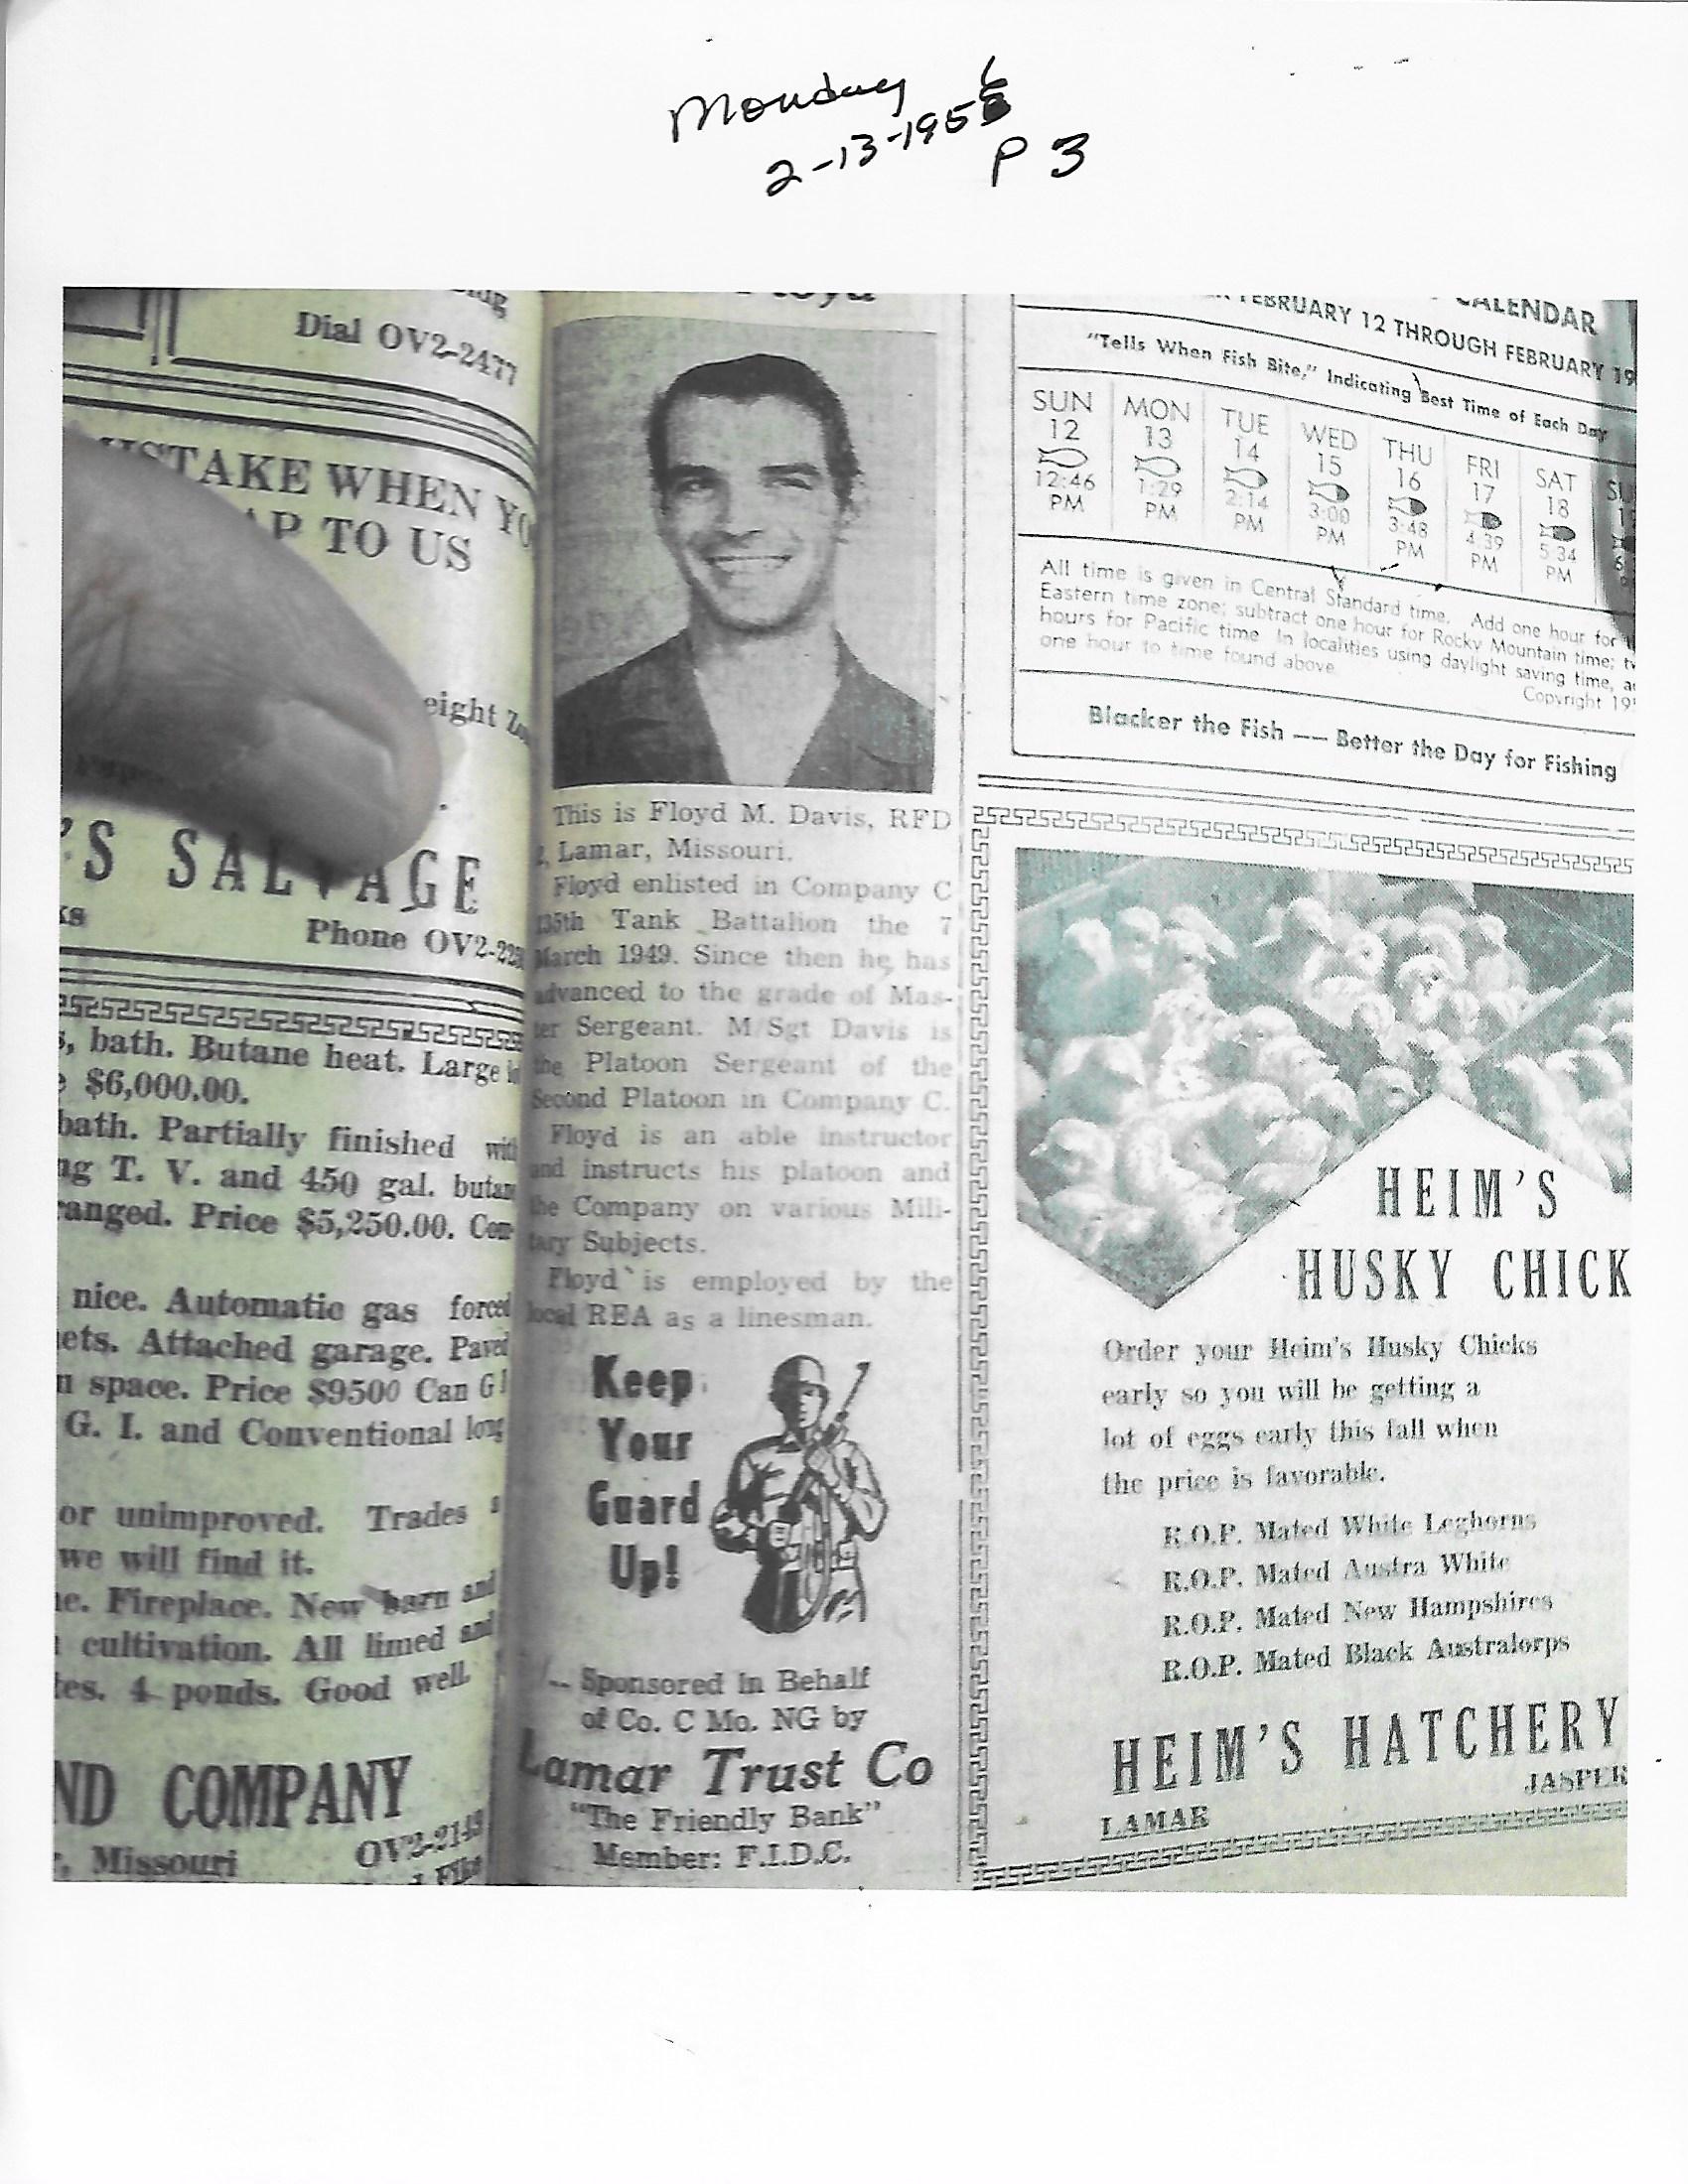 Monday
2-13-1956
P 3
Dial OV2-2477
TAKE WHEN
TO US
eight
'S SALVAGE
Phone OV2-22
bath. Butane heat. Large
$6,000.00.
bath. Partially finished
T. V. and 450 gal.
Price $5,250.00.
nice. Automatic gas
Attached garage.
space. Price $9500 Can G I
G. I. and Conventional
or unimproved. Trades
we will find it.
Fireplace. New barn and
cultivation. All limed and
4 ponds. Good well
COMPANY
Missouri
OV2-2143
This is Floyd M. Davis, RFD
2, Lamar, Missouri.
Floyd enlisted in Company C
135th Tank Battalion the 7
March 1949. Since then he has
advanced to the grade of Mas-
ter Sergeant. M/Sgt Davis is
the Platoon Sergeant of the
Second Platoon in Company C.
Floyd is an able instructor
and instructs his platoon and
the Company on various Mili-
tary Subjects.
Floyd is employed by the
local REA as a linesman.
Keep
Your
Guard
Up!
Sponsored In Behalf
of Co. C Mo. NG by
Lamar Trust Co
"The Friendly Bank"
Member: F.I.D.C.
CALENDAR
FEBRUARY 12 THROUGH FEBRUARY 19
"Tells When Fish Bite," Indicating Best Time of Each Day
SUN MON TUE WED THU FRI SAT
12 13 14 15 16 17 18
12:46 1:29 2:14 3:00 3:48 4:39 5:34
PM PM PM PM PM PM PM
All time is given in Central Standard time. Add one hour for
Eastern time zone; subtract one hour for Rocky Mountain time;
hours for Pacific time In localities using daylight saving time,
one hour to time found above
Copyright
Blacker the Fish -- Better the Day for Fishing
HEIM'S
HUSKY CHICK
Order your Heim's Husky Chicks
early so you will be getting a
lot of eggs early this fall when
the price is favorable.
R.O.P. Mated White Leghorns
R.O.P. Mated Austra White
R.O.P. Mated New Hampshires
R.O.P. Mated Black Australorps
HEIM'S HATCHERY
LAMAR JASPER